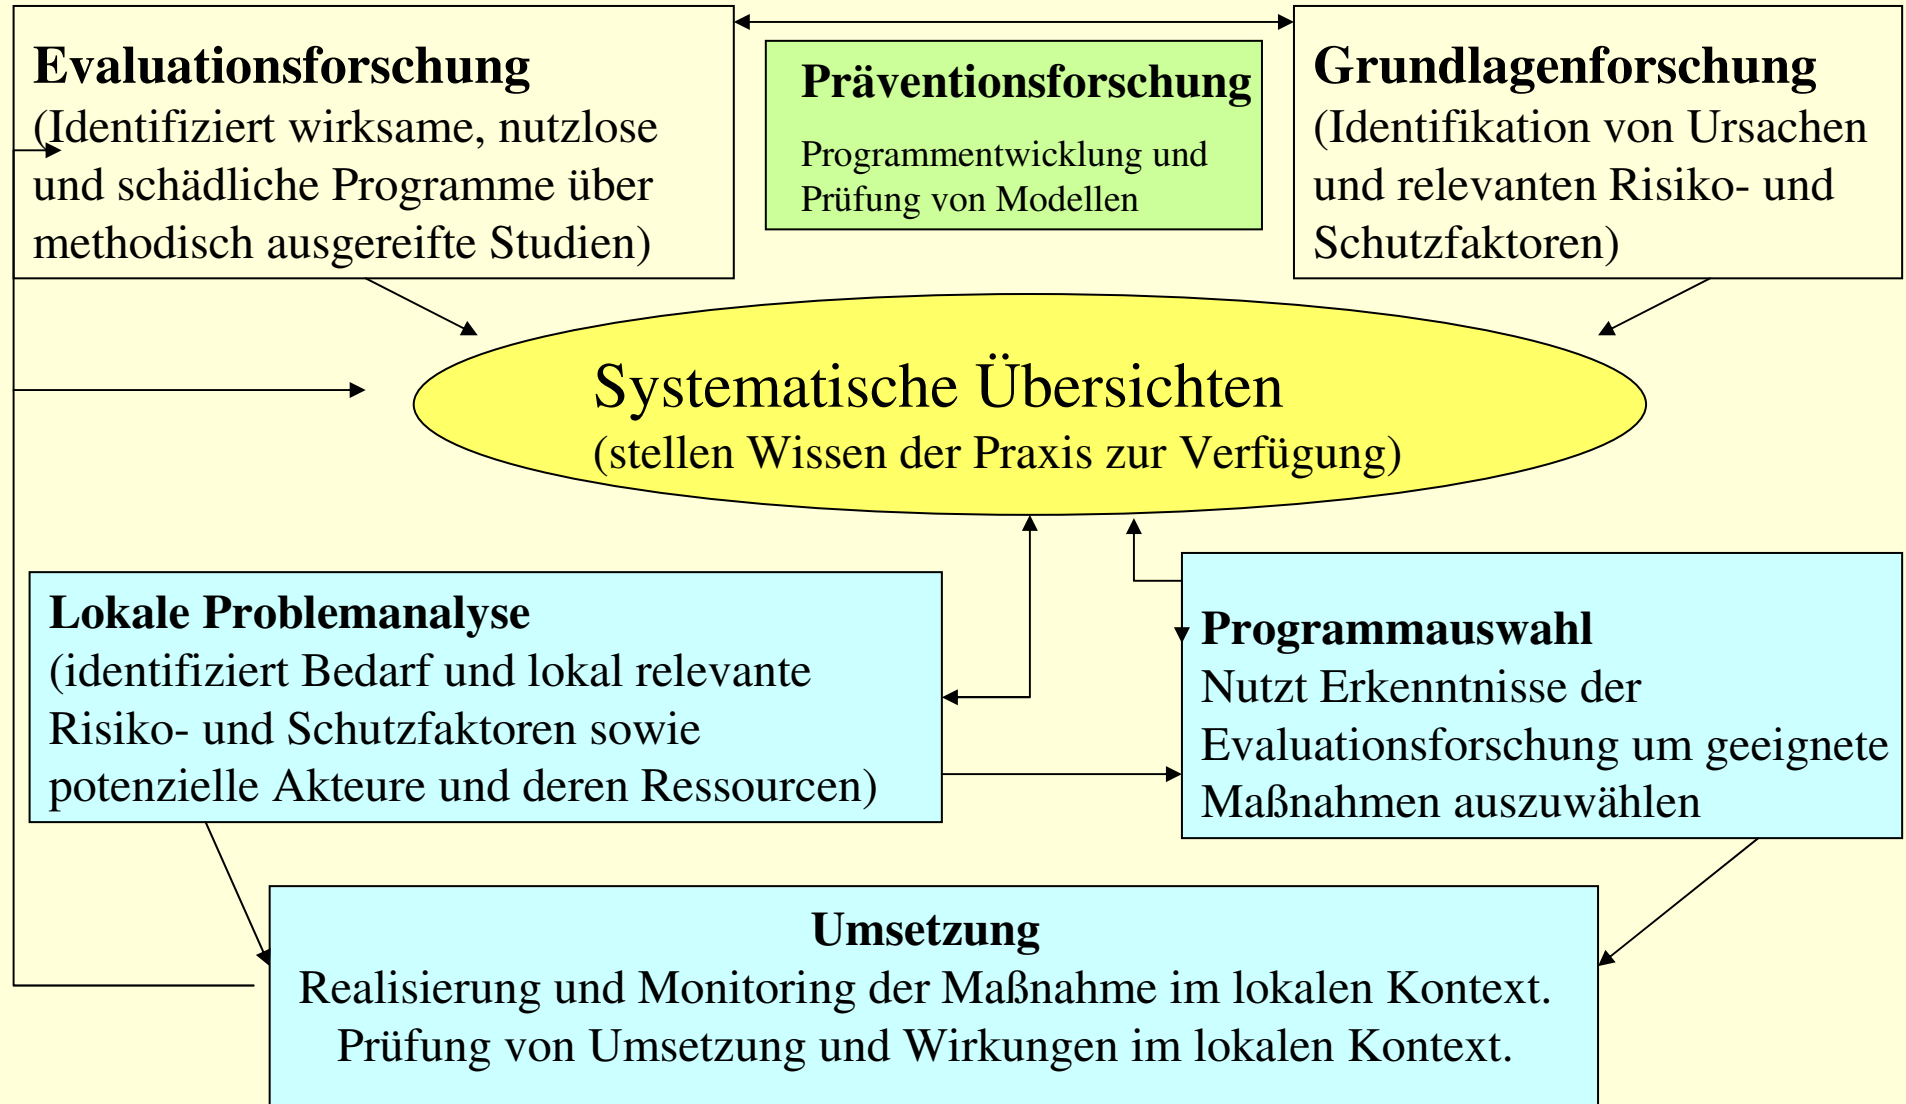 Evaluationsforschung
(Identifiziert wirksame, nutzlose
und schädliche Programme über
methodisch ausgereifte Studien)
Präventionsforschung
Programmentwicklung und
Prüfung von Modellen
Grundlagenforschung
(Identifikation von Ursachen
und relevanten Risiko- und
Schutzfaktoren)
Systematische Übersichten
(stellen Wissen der Praxis zur Verfügung)
Lokale Problemanalyse
(identifiziert Bedarf und lokal relevante
Risiko- und Schutzfaktoren sowie
potenzielle Akteure und deren Ressourcen)
Programmauswahl
Nutzt Erkenntnisse der
Evaluationsforschung um geeignete
Maßnahmen auszuwählen
Umsetzung
Realisierung und Monitoring der Maßnahme im lokalen Kontext.
Prüfung von Umsetzung und Wirkungen im lokalen Kontext.